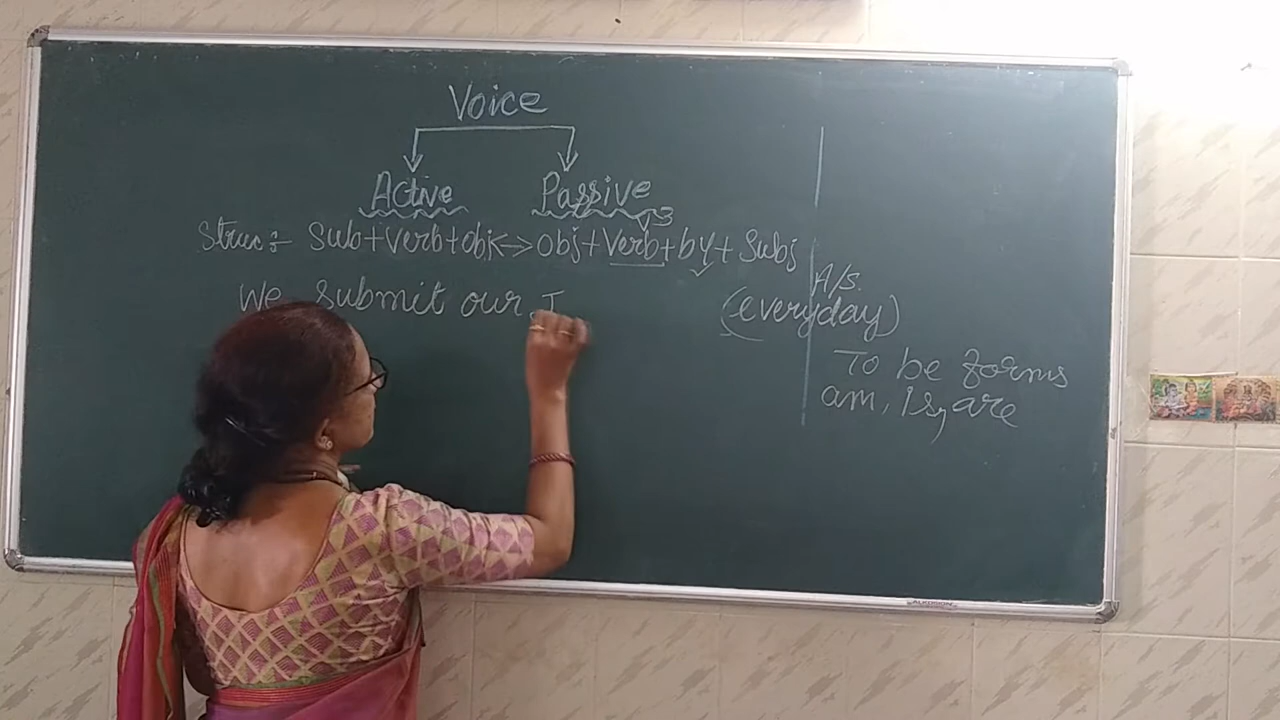 Voice
Active Passive
V3
Struc:- Sub+Verb+obj<->obj+Verb+by+Subj
A/s.
We submit our (everyday)
To be forms
am, is, are